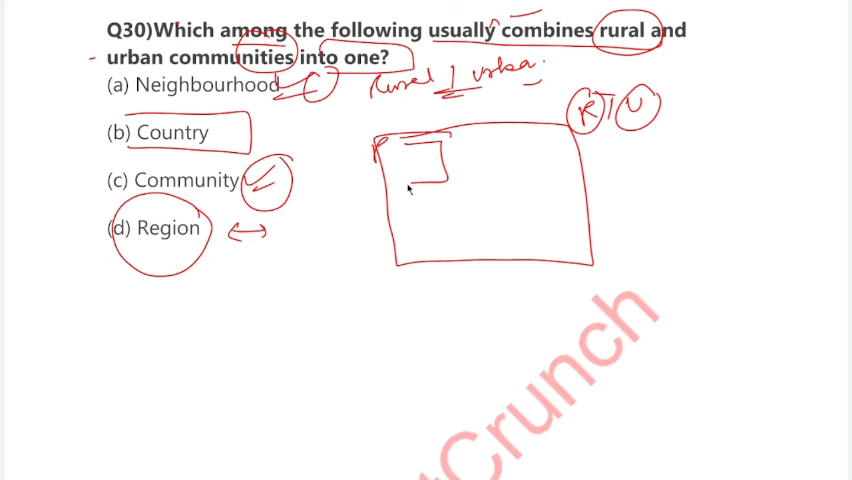 Q30)Which among the following usually combines rural and
urban communities into one?
Rural / urban.
(a) Neighbourhood
R / U
(b) Country
R
(c) Community
(d) Region
tCrunch